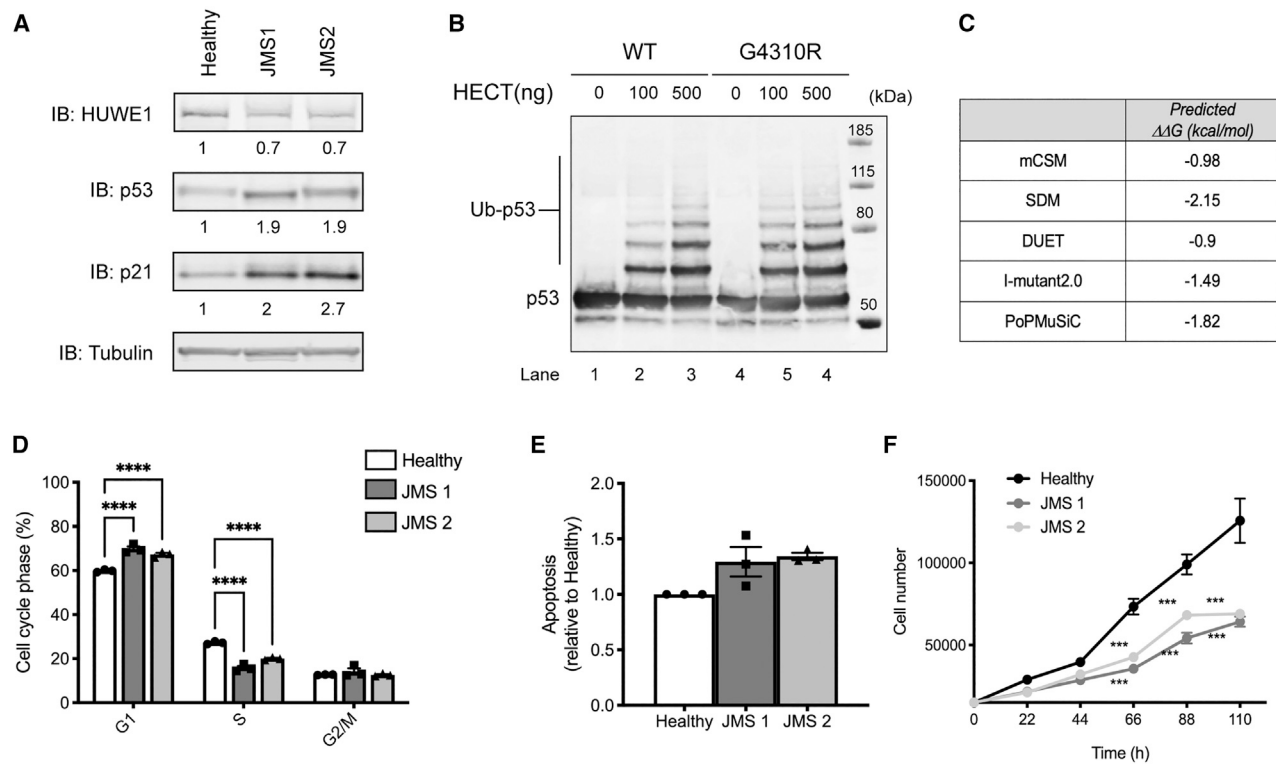 A
Healthy
JMS1
JMS2
IB: HUWE1
1 0.7 0.7
IB: p53
1 1.9 1.9
IB: p21
1 2 2.7
IB: Tubulin
B
WT G4310R
HECT(ng) 0 100 500 0 100 500 (kDa)
185
115
Ub-p53
80
p53
50
Lane 1 2 3 4 5 4
C
Predicted
ΔΔG (kcal/mol)
mCSM -0.98
SDM -2.15
DUET -0.9
I-mutant2.0 -1.49
PoPMuSiC -1.82
D
Healthy
JMS 1
JMS 2
Cell cycle phase (%)
100
80
60
40
20
0
****
****
****
****
G1 S G2/M
E
Apoptosis
(relative to Healthy)
2.0
1.5
1.0
0.5
0.0
Healthy JMS 1 JMS 2
F
Healthy
JMS 1
JMS 2
Cell number
150000
100000
50000
***
***
***
***
***
***
0 22 44 66 88 110
Time (h)